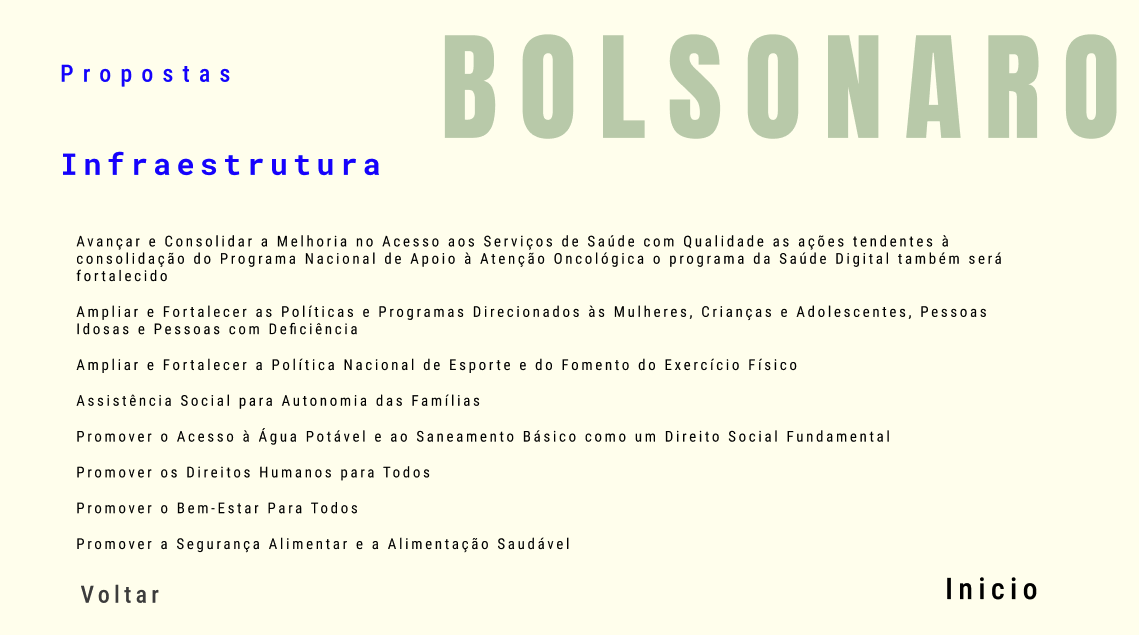 Propostas
BOLSONARO
Infraestrutura
Avançar e Consolidar a Melhoria no Acesso aos Serviços de Saúde com Qualidade as ações tendentes à
consolidação do Programa Nacional de Apoio à Atenção Oncológica o programa da Saúde Digital também será
fortalecido
Ampliar e Fortalecer as Políticas e Programas Direcionados às Mulheres, Crianças e Adolescentes, Pessoas
Idosas e Pessoas com Deficiência
Ampliar e Fortalecer a Política Nacional de Esporte e do Fomento do Exercício Físico
Assistência Social para Autonomia das Famílias
Promover o Acesso à Água Potável e ao Saneamento Básico como um Direito Social Fundamental
Promover os Direitos Humanos para Todos
Promover o Bem-Estar Para Todos
Promover a Segurança Alimentar e a Alimentação Saudável
Voltar
Inicio